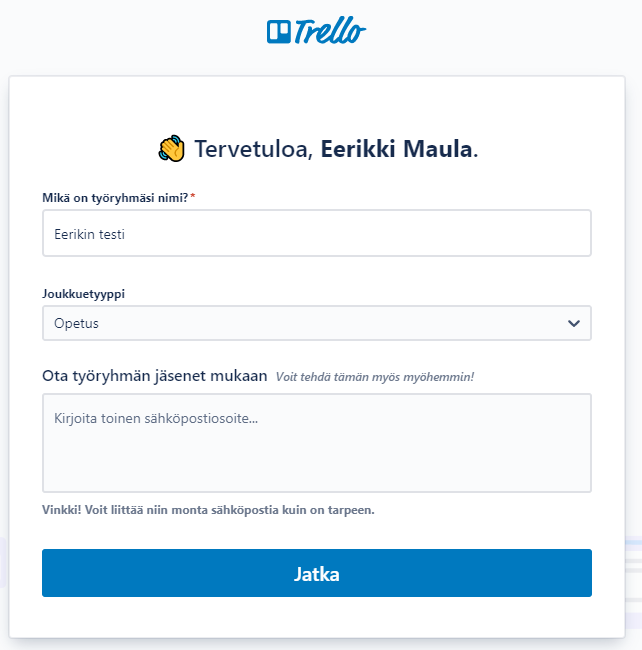 Trello
Tervetuloa, Eerikki Maula.
Mikä on työryhmäsi nimi?*
Eerikin testi
Joukkuetyyppi
Opetus
Ota työryhmän jäsenet mukaan Voit tehdä tämän myös myöhemmin!
Kirjoita toinen sähköpostiosoite...
Vinkki! Voit liittää niin monta sähköpostia kuin on tarpeen.
Jatka